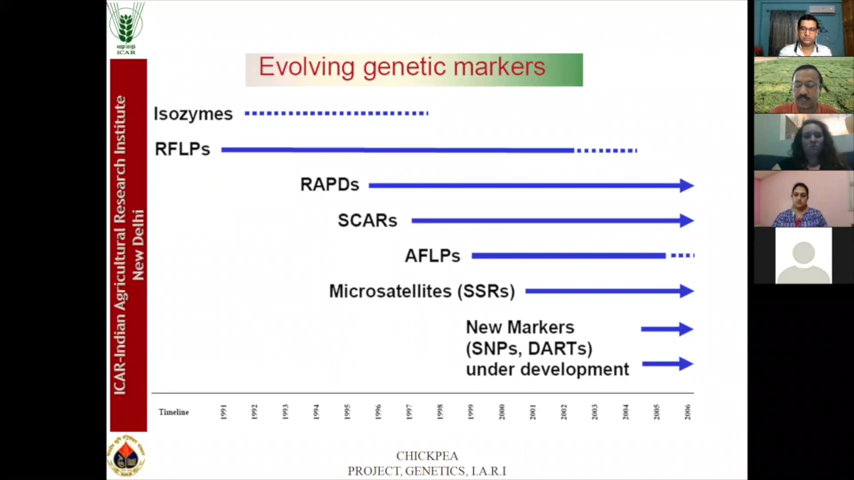 ICAR
Evolving genetic markers
ICAR-Indian Agricultural Research Institute
New Delhi
Isozymes
RFLPs
RAPDs
SCARs
AFLPs
Microsatellites (SSRs)
New Markers
(SNPs, DARTs)
under development
Timeline
1991 1992 1993 1994 1995 1996 1997 1998 1999 2000 2001 2002 2003 2004 2005 2006
CHICKPEA
PROJECT, GENETICS, I.A.R.I